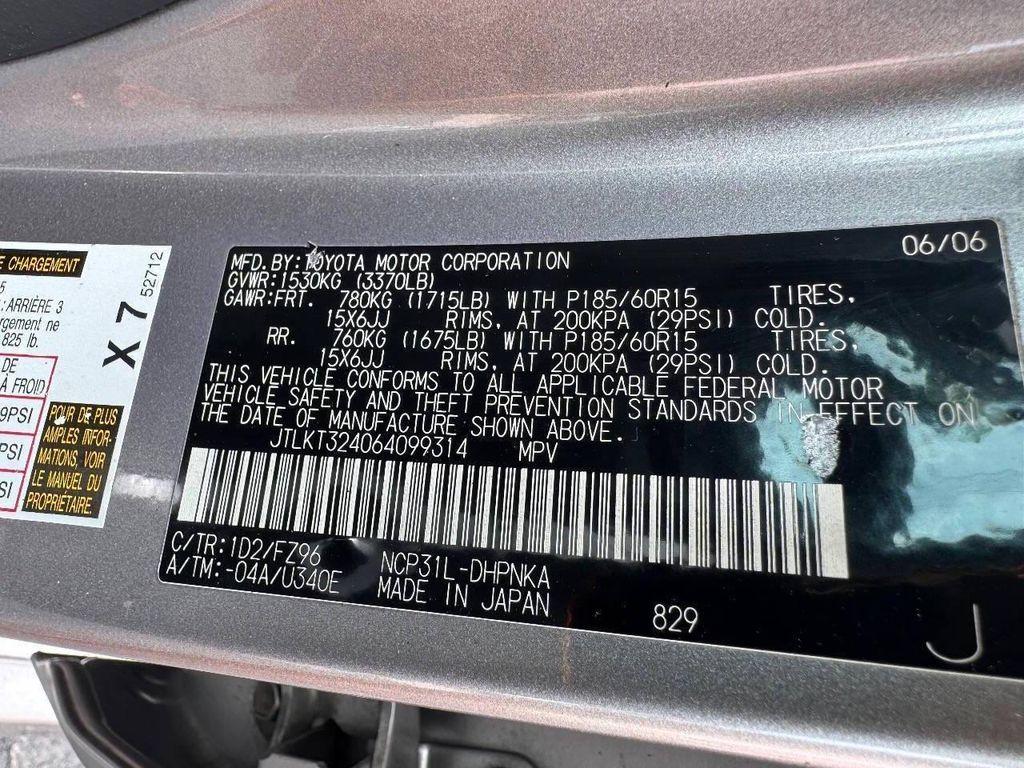 E CHARGEMENT
5
: ARRIÈRE 3
rgement ne
825 lb.
DE
À FROID
9PSI
PSI
SI
POUR DE PLUS
AMPLES INFOR-
MATIONS, VOIR
LE MANUEL DU
PROPRIÉTAIRE.
X 7
52712
06/06
MFD. BY: TOYOTA MOTOR CORPORATION
GVWR: 1530KG (3370LB)
GAWR: FRT. 780KG (1715LB) WITH P185/60R15 TIRES,
15X6JJ RIMS, AT 200KPA (29PSI) COLD.
RR. 760KG (1675LB) WITH P185/60R15 TIRES,
15X6JJ RIMS, AT 200KPA (29PSI) COLD.
THIS VEHICLE CONFORMS TO ALL APPLICABLE FEDERAL MOTOR
VEHICLE SAFETY AND THEFT PREVENTION STANDARDS IN EFFECT ON
THE DATE OF MANUFACTURE SHOWN ABOVE.
JTLKT324064099314 MPV
C/TR: 1D2/FZ96 NCP31L-DHPNKA
A/TM: -04A/U340E MADE IN JAPAN
829
J